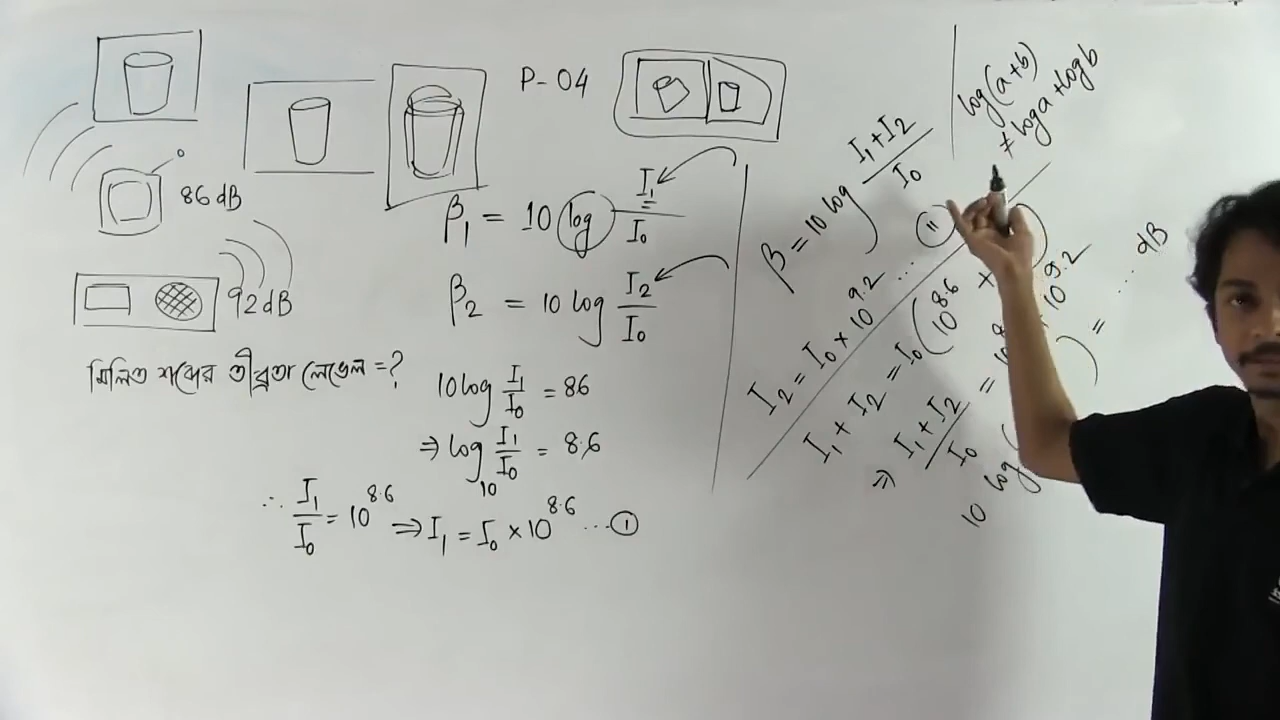 P-04
86 dB
92 dB
মিলিত শব্দের তীব্রতা লেভেল = ?
β₁ = 10 log I₁/I₀
β₂ = 10 log I₂/I₀
10 log I₁/I₀ = 86
⇒ log₁₀ I₁/I₀ = 8.6
∴ I₁/I₀ = 10^8.6 ⇒ I₁ = I₀ × 10^8.6 ... ①
log(a+b)
≠ log a + log b
β = 10 log (I₁+I₂)/I₀
I₂ = I₀ × 10^9.2 ... ⑪
I₁ + I₂ = I₀ (10^8.6 +
⇒ (I₁+I₂)/I₀ = 10^8 10^9.2
10 log ( ) = .... dB